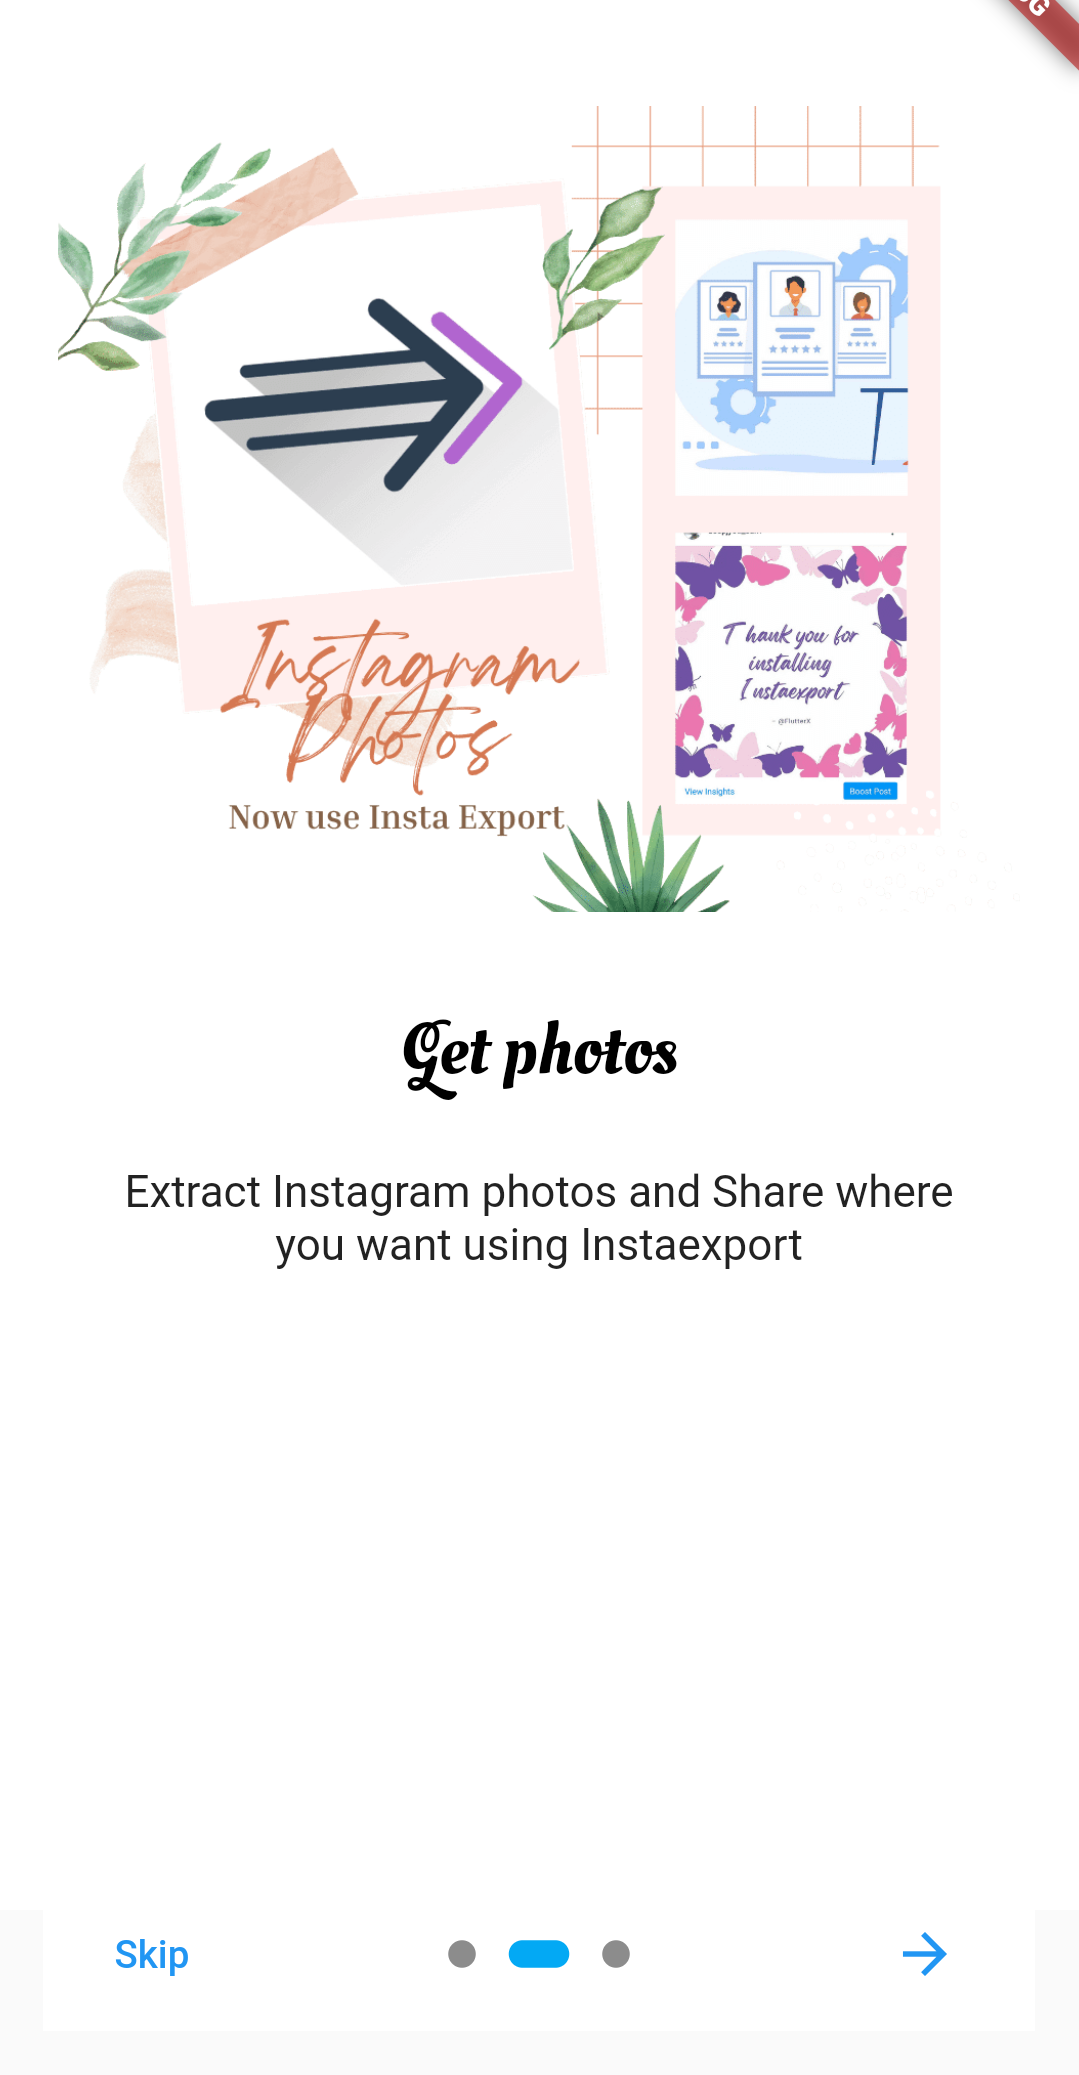 Instagram
Photos
Now use Insta Export
Thank you for
installing
Instaexport
- @FlutterX
View Insights
Boost Post
Get photos
Extract Instagram photos and Share where
you want using Instaexport
Skip